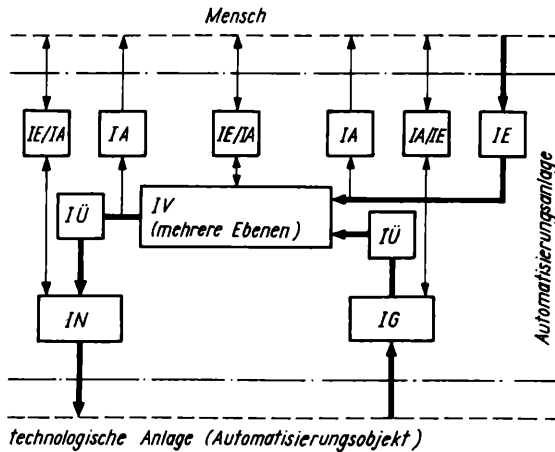 Mensch
IE/IA
IA
IE/IA
IA
IA/IE
IE
Automatisierungsanlage
IÜ
IV
(mehrere Ebenen)
IÜ
IN
IG
technologische Anlage (Automatisierungsobjekt)